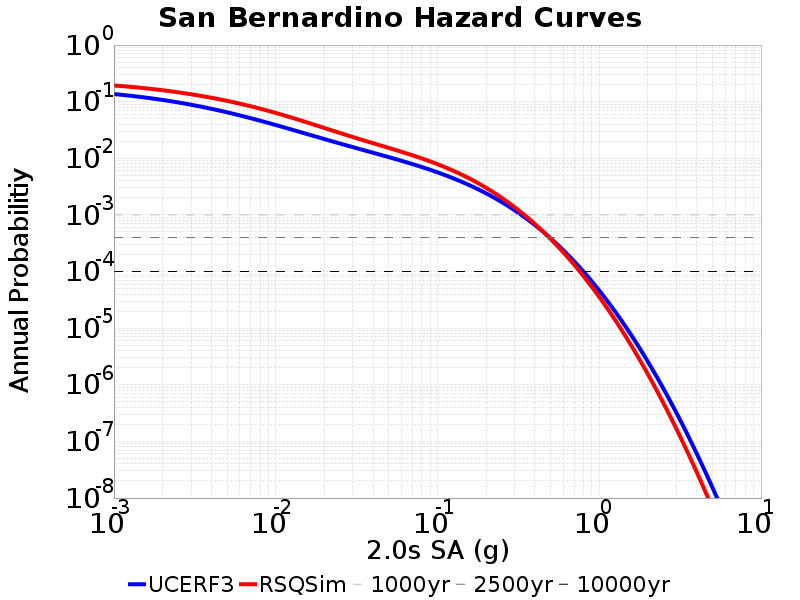 San Bernardino Hazard Curves
Annual Probabilitiy
10^0
10^-1
10^-2
10^-3
10^-4
10^-5
10^-6
10^-7
10^-8
10^-3 10^-2 10^-1 10^0 10^1
2.0s SA (g)
UCERF3 RSQSim 1000yr 2500yr 10000yr